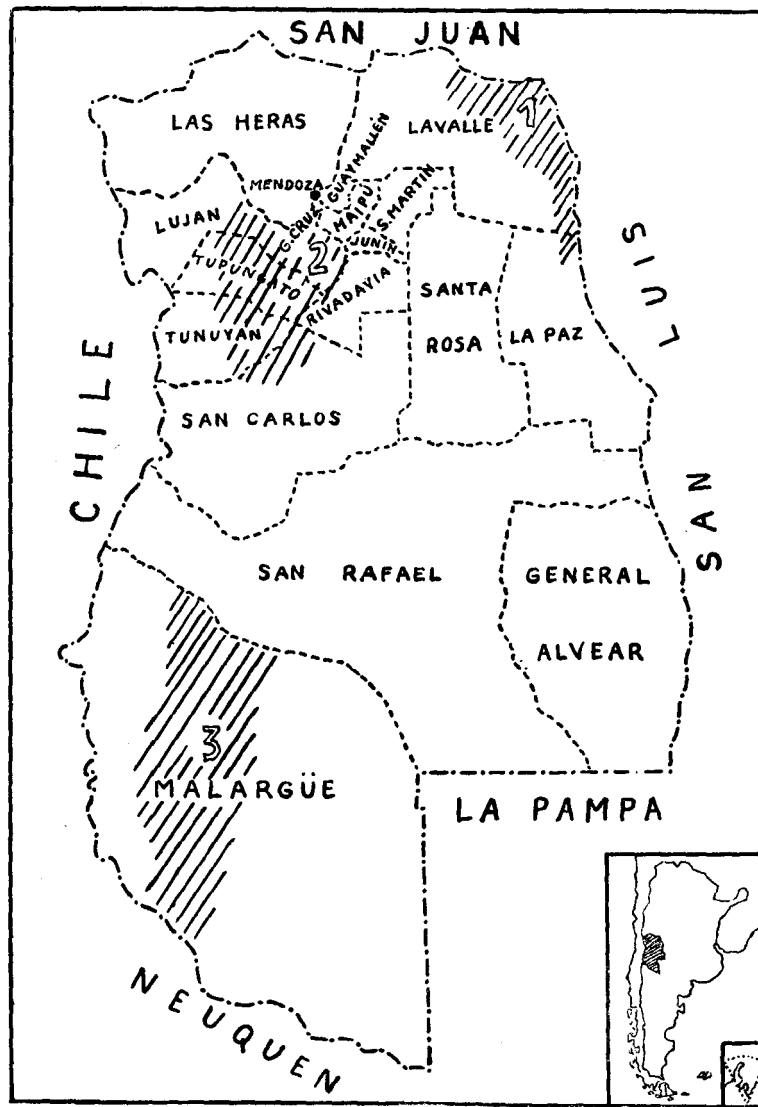 SAN JUAN
LAS HERAS
LAVALLE
1
GUAYMALLÉN
MENDOZA
G. CRUZ
MAIPU
S. MARTIN
LUJAN
JUNIN
2
TUPUNGATO
RIVADAVIA
TUNUYAN
SANTA
ROSA
LA PAZ
SAN CARLOS
CHILE
SAN LUIS
SAN RAFAEL
GENERAL
ALVEAR
3
MALARGÜE
LA PAMPA
NEUQUEN